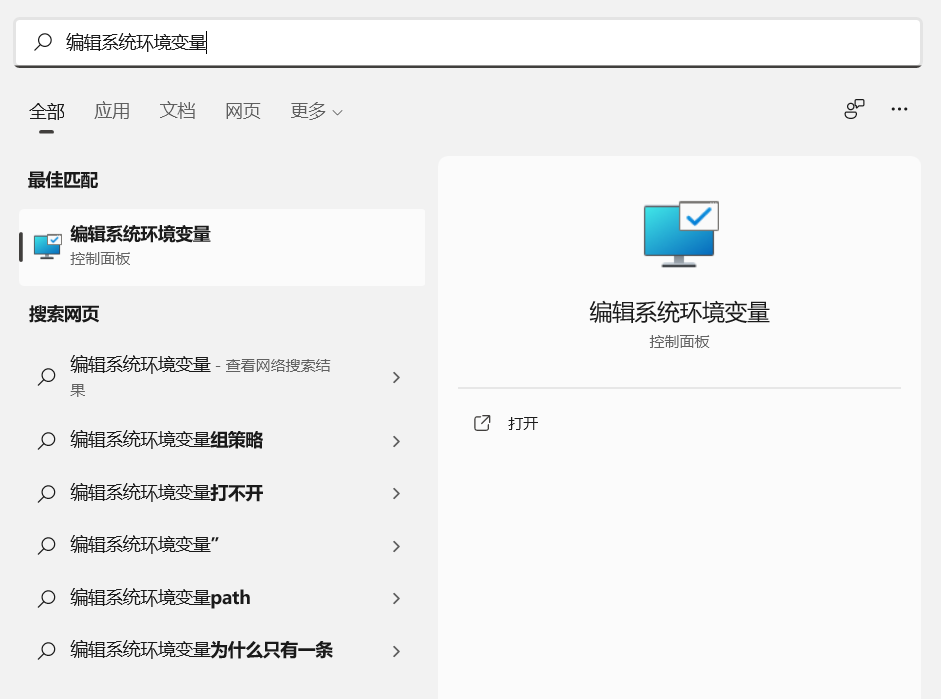 编辑系统环境变量
全部 应用 文档 网页 更多
最佳匹配
编辑系统环境变量
控制面板
搜索网页
编辑系统环境变量 - 查看网络搜索结
果
编辑系统环境变量组策略
编辑系统环境变量打不开
编辑系统环境变量”
编辑系统环境变量path
编辑系统环境变量为什么只有一条
编辑系统环境变量
控制面板
打开